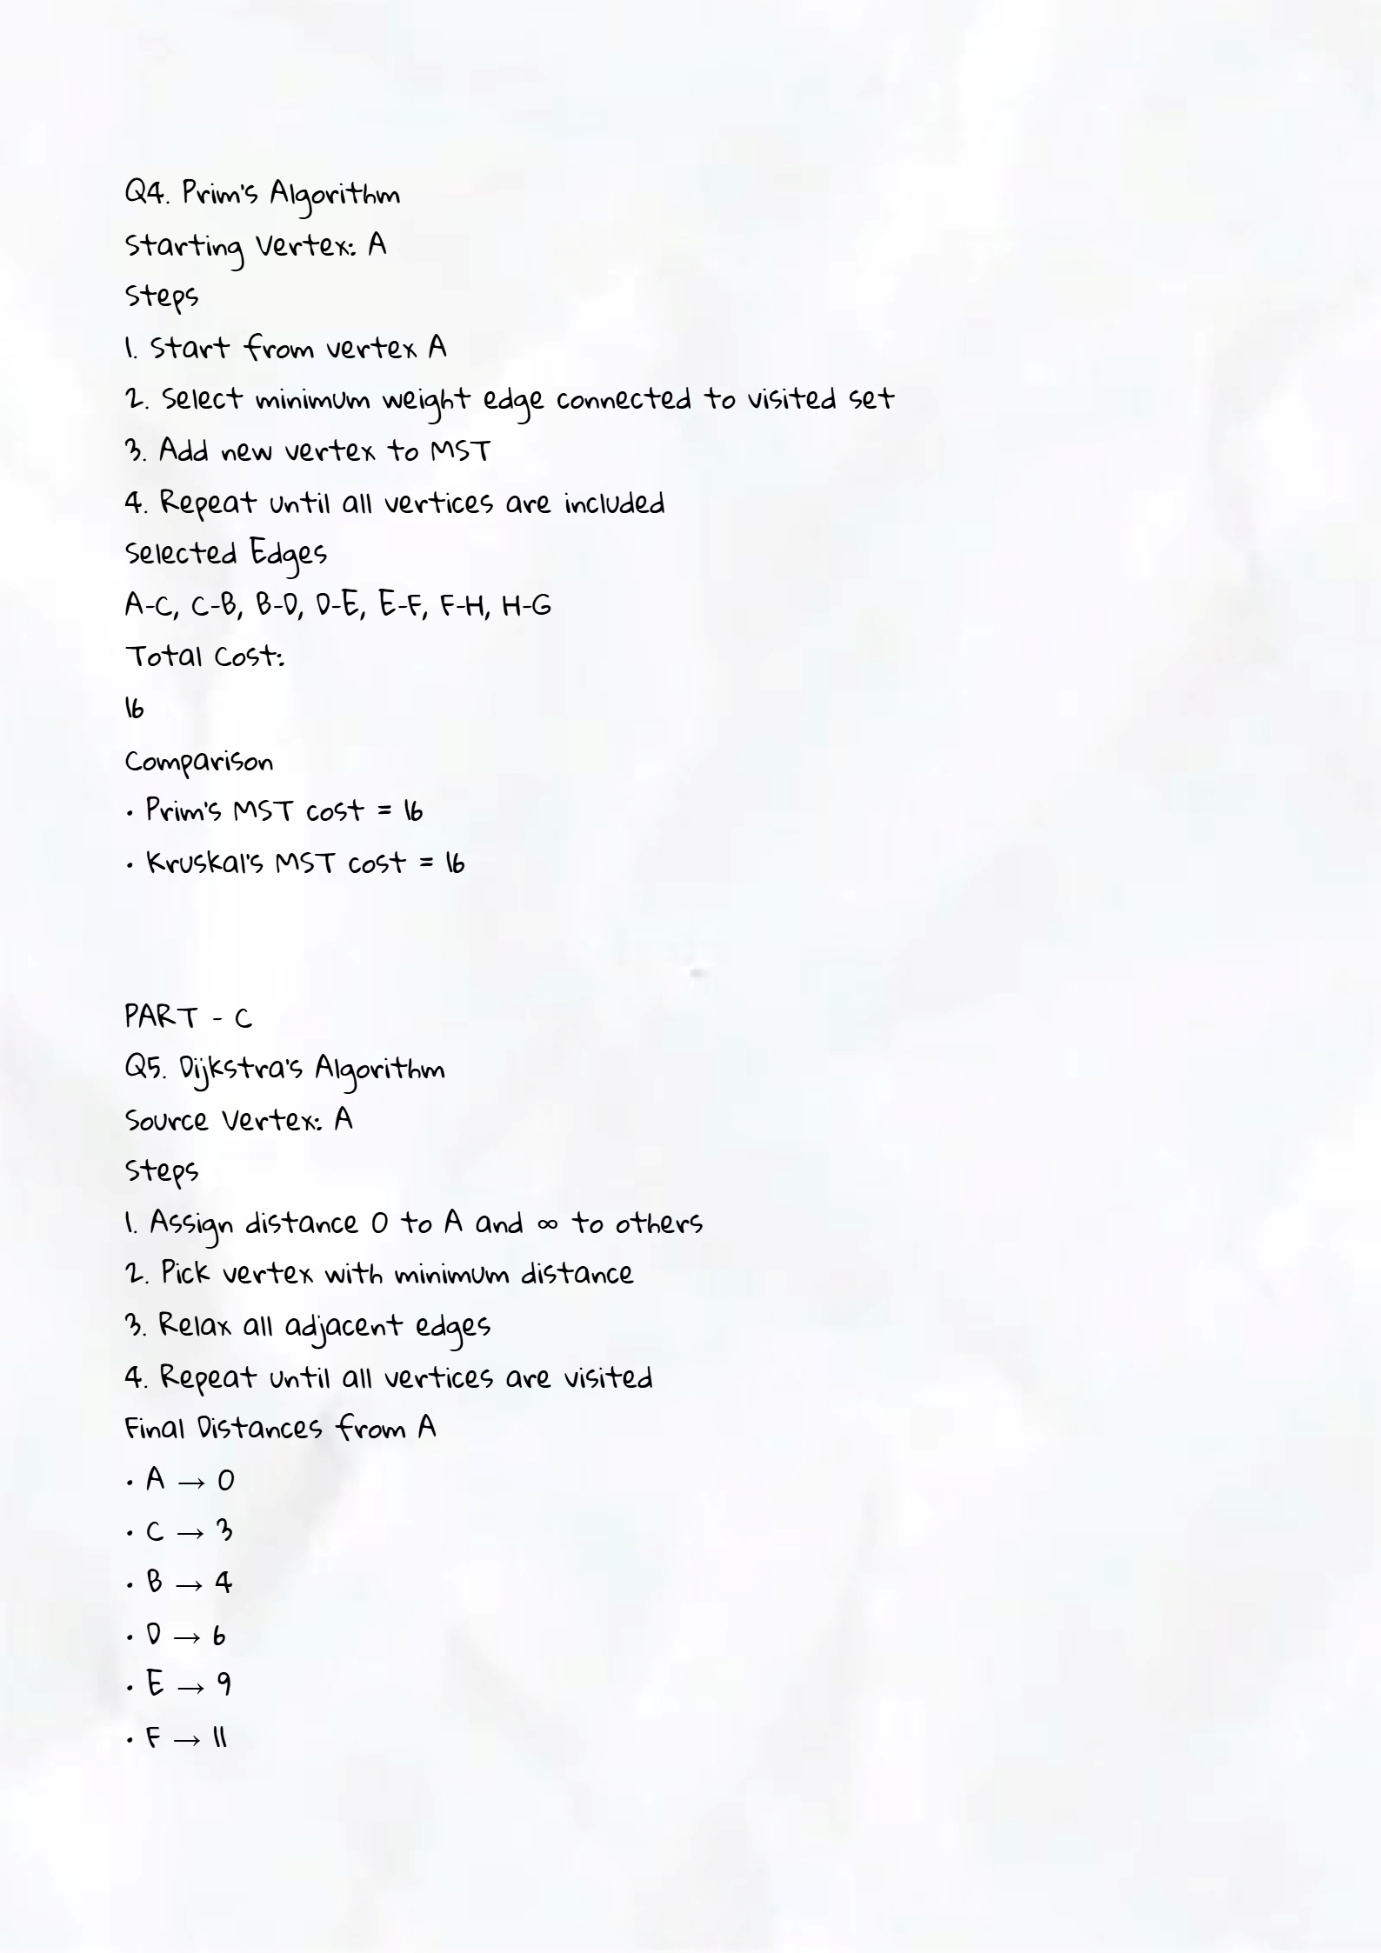 Q4. Prim's Algorithm
Starting Vertex: A
Steps
1. Start from vertex A
2. Select minimum weight edge connected to visited set
3. Add new vertex to MST
4. Repeat until all vertices are included
Selected Edges
A-C, C-B, B-D, D-E, E-F, F-H, H-G
Total Cost:
16
Comparison
• Prim's MST cost = 16
• Kruskal's MST cost = 16
PART - C
Q5. Dijkstra's Algorithm
Source Vertex: A
Steps
1. Assign distance 0 to A and ∞ to others
2. Pick vertex with minimum distance
3. Relax all adjacent edges
4. Repeat until all vertices are visited
Final Distances from A
• A → 0
• C → 3
• B → 4
• D → 6
• E → 9
• F → 11